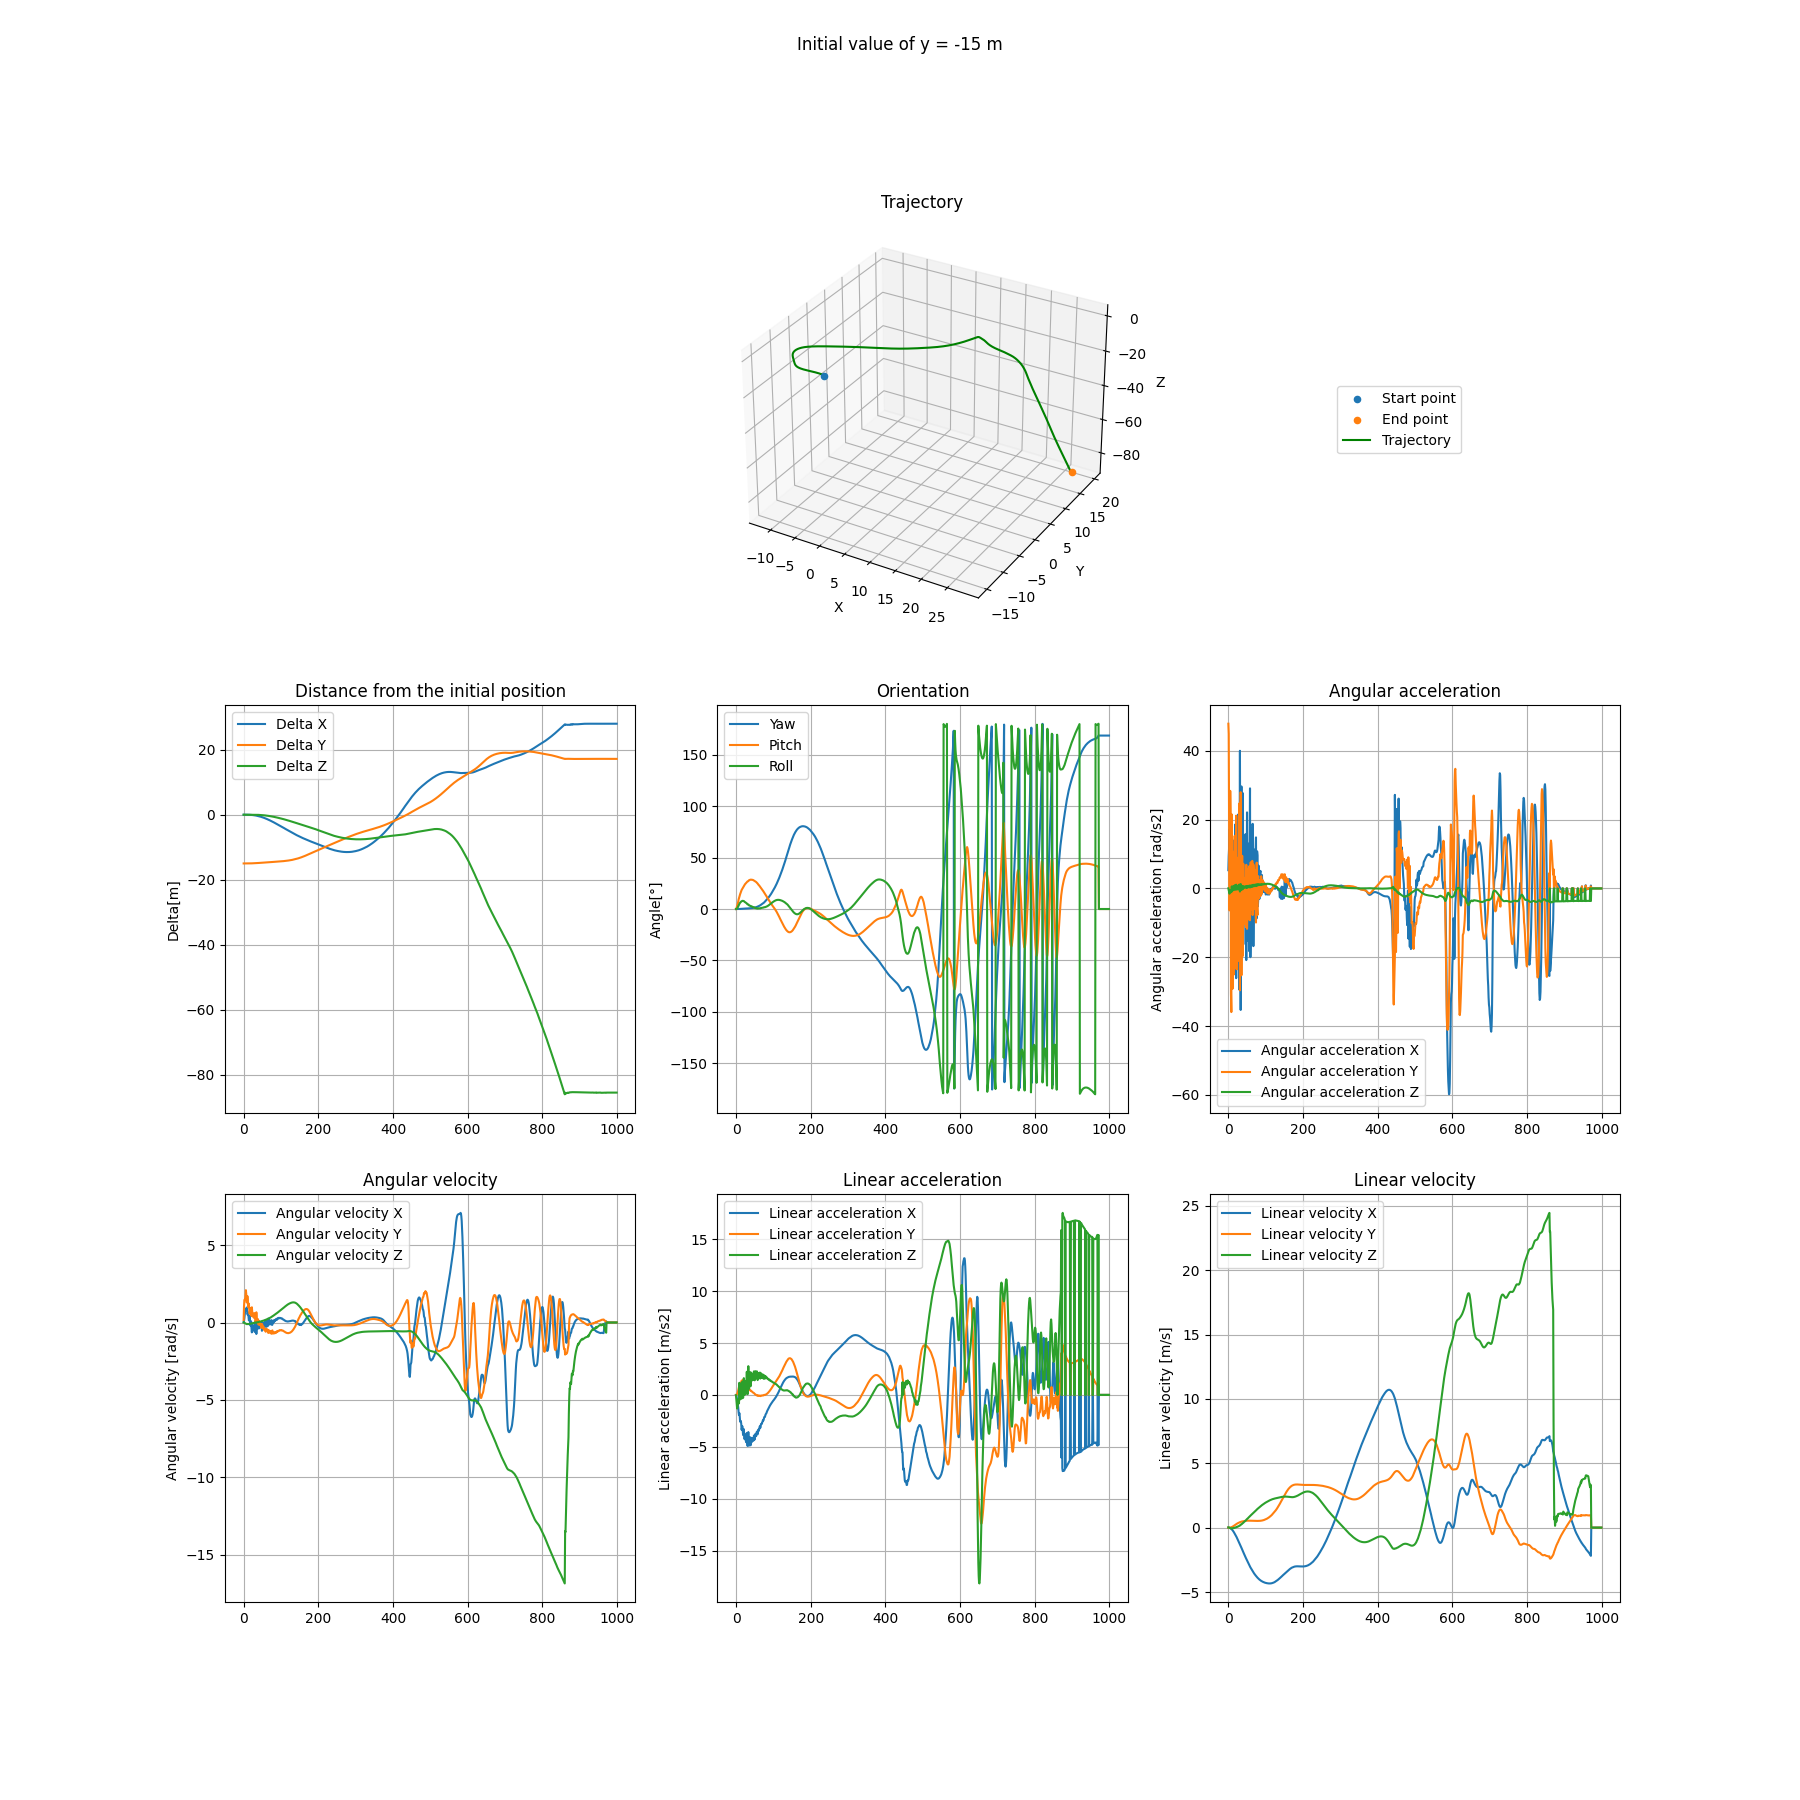 Initial value of y = -15 m
Trajectory
0
−20
−40
−60
−80
Z
−10
−5
0
5
10
15
20
25
X
−15
−10
−5
0
5
10
15
20
Y
Start point
End point
Trajectory
Distance from the initial position
Delta X
Delta Y
Delta Z
20
0
−20
−40
−60
−80
Delta[m]
0 200 400 600 800 1000
Orientation
Yaw
Pitch
Roll
150
100
50
0
−50
−100
−150
Angle[°]
0 200 400 600 800 1000
Angular acceleration
40
20
0
−20
−40
−60
Angular acceleration [rad/s2]
Angular acceleration X
Angular acceleration Y
Angular acceleration Z
0 200 400 600 800 1000
Angular velocity
Angular velocity X
Angular velocity Y
Angular velocity Z
5
0
−5
−10
−15
Angular velocity [rad/s]
0 200 400 600 800 1000
Linear acceleration
Linear acceleration X
Linear acceleration Y
Linear acceleration Z
15
10
5
0
−5
−10
−15
Linear acceleration [m/s2]
0 200 400 600 800 1000
Linear velocity
Linear velocity X
Linear velocity Y
Linear velocity Z
25
20
15
10
5
0
−5
Linear velocity [m/s]
0 200 400 600 800 1000